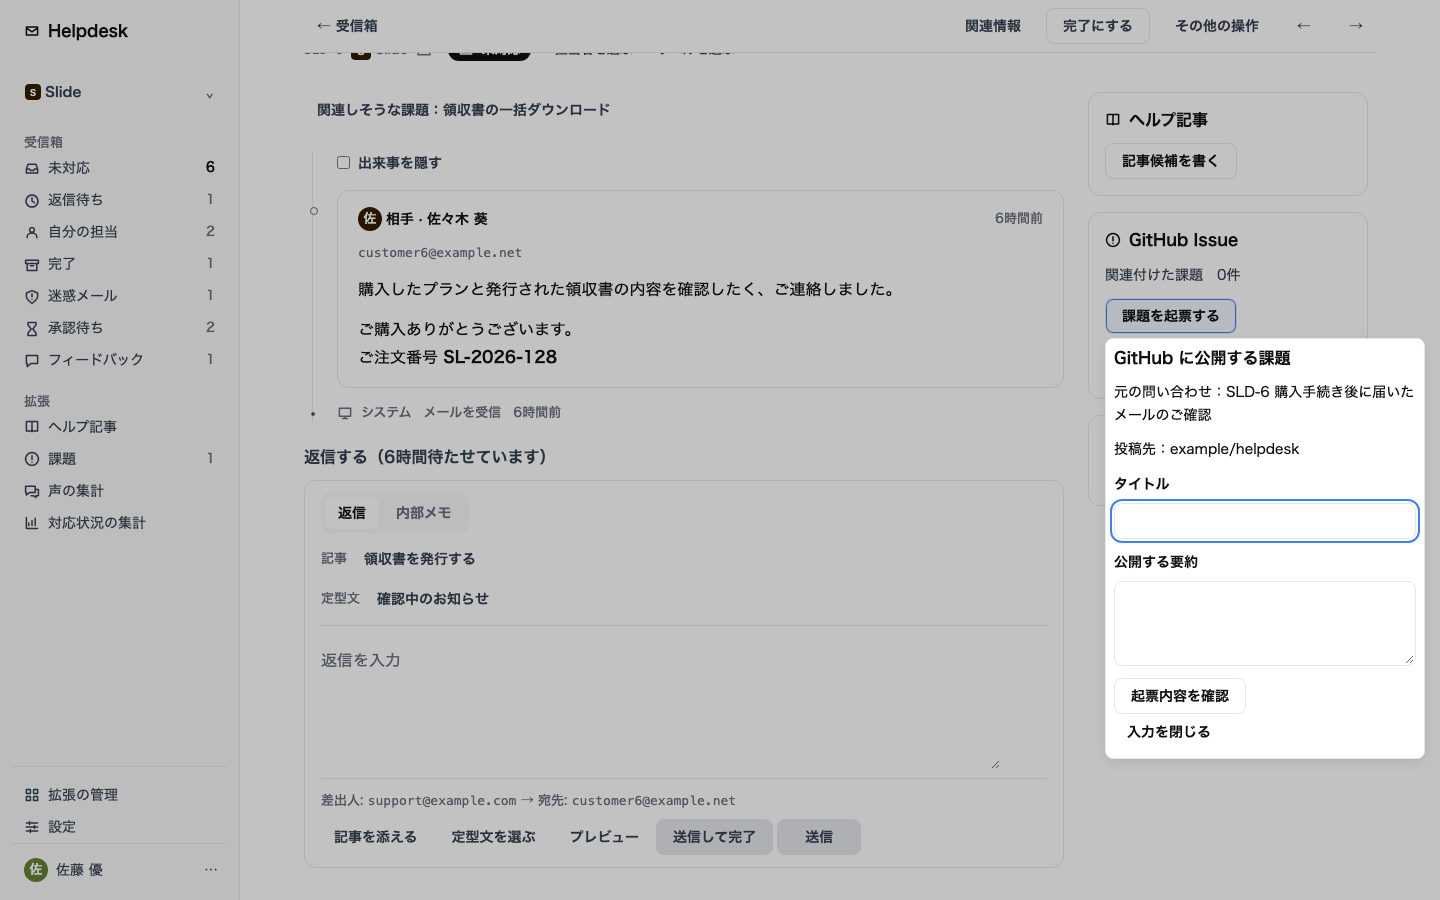 Helpdesk
S Slide
受信箱
未対応 6
返信待ち 1
自分の担当 2
完了 1
迷惑メール 1
承認待ち 2
フィードバック 1
拡張
ヘルプ記事
課題 1
声の集計
対応状況の集計
拡張の管理
設定
佐 佐藤 優 …
← 受信箱
関連情報 完了にする その他の操作 ← →
関連しそうな課題：領収書の一括ダウンロード
出来事を隠す
佐 相手 · 佐々木 葵 6時間前
customer6@example.net
購入したプランと発行された領収書の内容を確認したく、ご連絡しました。
ご購入ありがとうございます。
ご注文番号 SL-2026-128
システム メールを受信 6時間前
返信する（6時間待たせています）
返信 内部メモ
記事 領収書を発行する
定型文 確認中のお知らせ
返信を入力
差出人: support@example.com → 宛先: customer6@example.net
記事を添える 定型文を選ぶ プレビュー 送信して完了 送信
ヘルプ記事
記事候補を書く
GitHub Issue
関連付けた課題 0件
課題を起票する
GitHub に公開する課題
元の問い合わせ：SLD-6 購入手続き後に届いた
メールのご確認
投稿先：example/helpdesk
タイトル
公開する要約
起票内容を確認
入力を閉じる